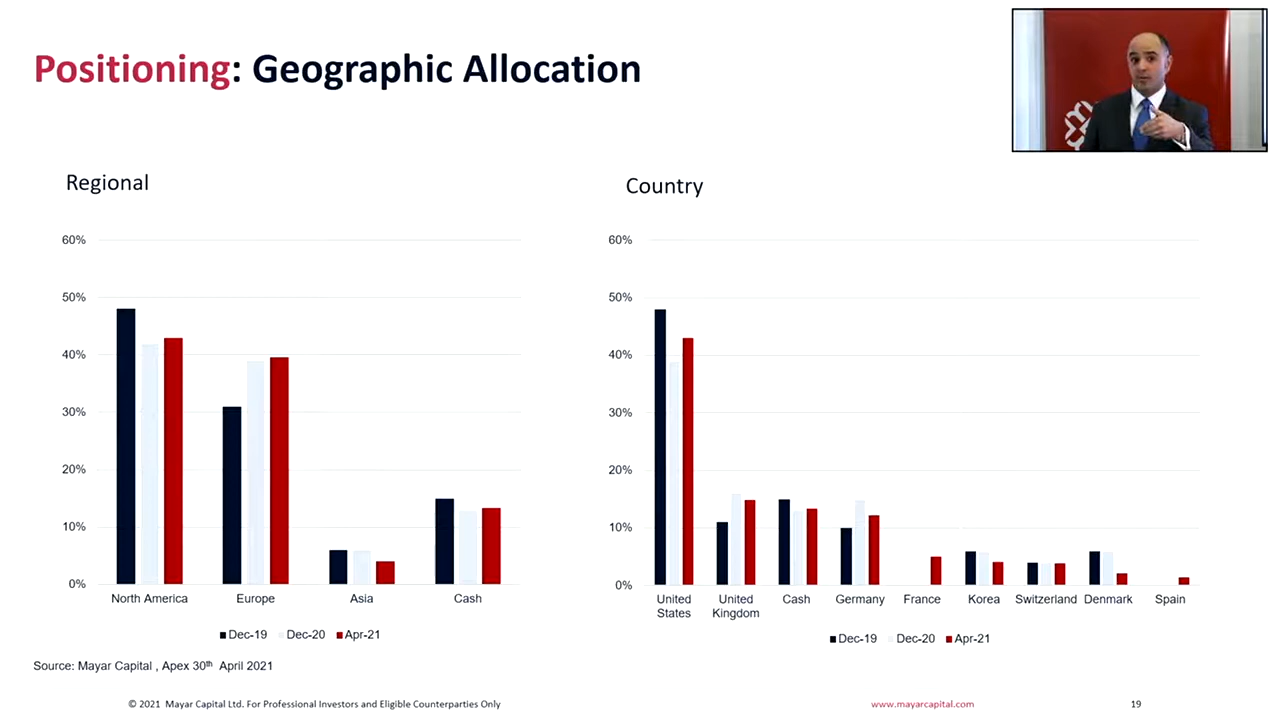 Positioning: Geographic Allocation
Regional
60%
50%
40%
30%
20%
10%
0%
North America Europe Asia Cash
Dec-19 Dec-20 Apr-21
Country
60%
50%
40%
30%
20%
10%
0%
United States United Kingdom Cash Germany France Korea Switzerland Denmark Spain
Dec-19 Dec-20 Apr-21
Source: Mayar Capital , Apex 30th April 2021
© 2021 Mayar Capital Ltd. For Professional Investors and Eligible Counterparties Only
www.mayarcapital.com
19